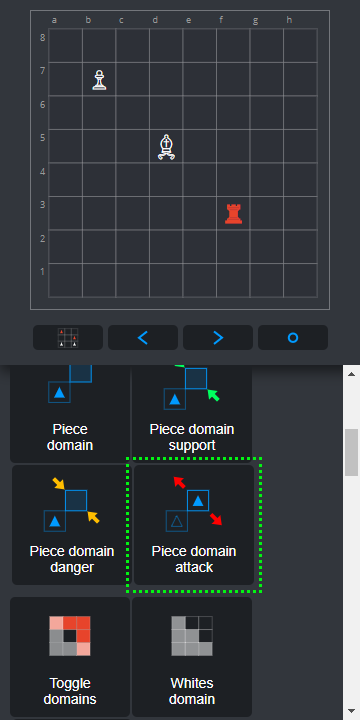 a b c d e f g h
8
7
6
5
4
3
2
1
Piece
domain
Piece domain
support
Piece domain
danger
Piece domain
attack
Toggle
domains
Whites
domain